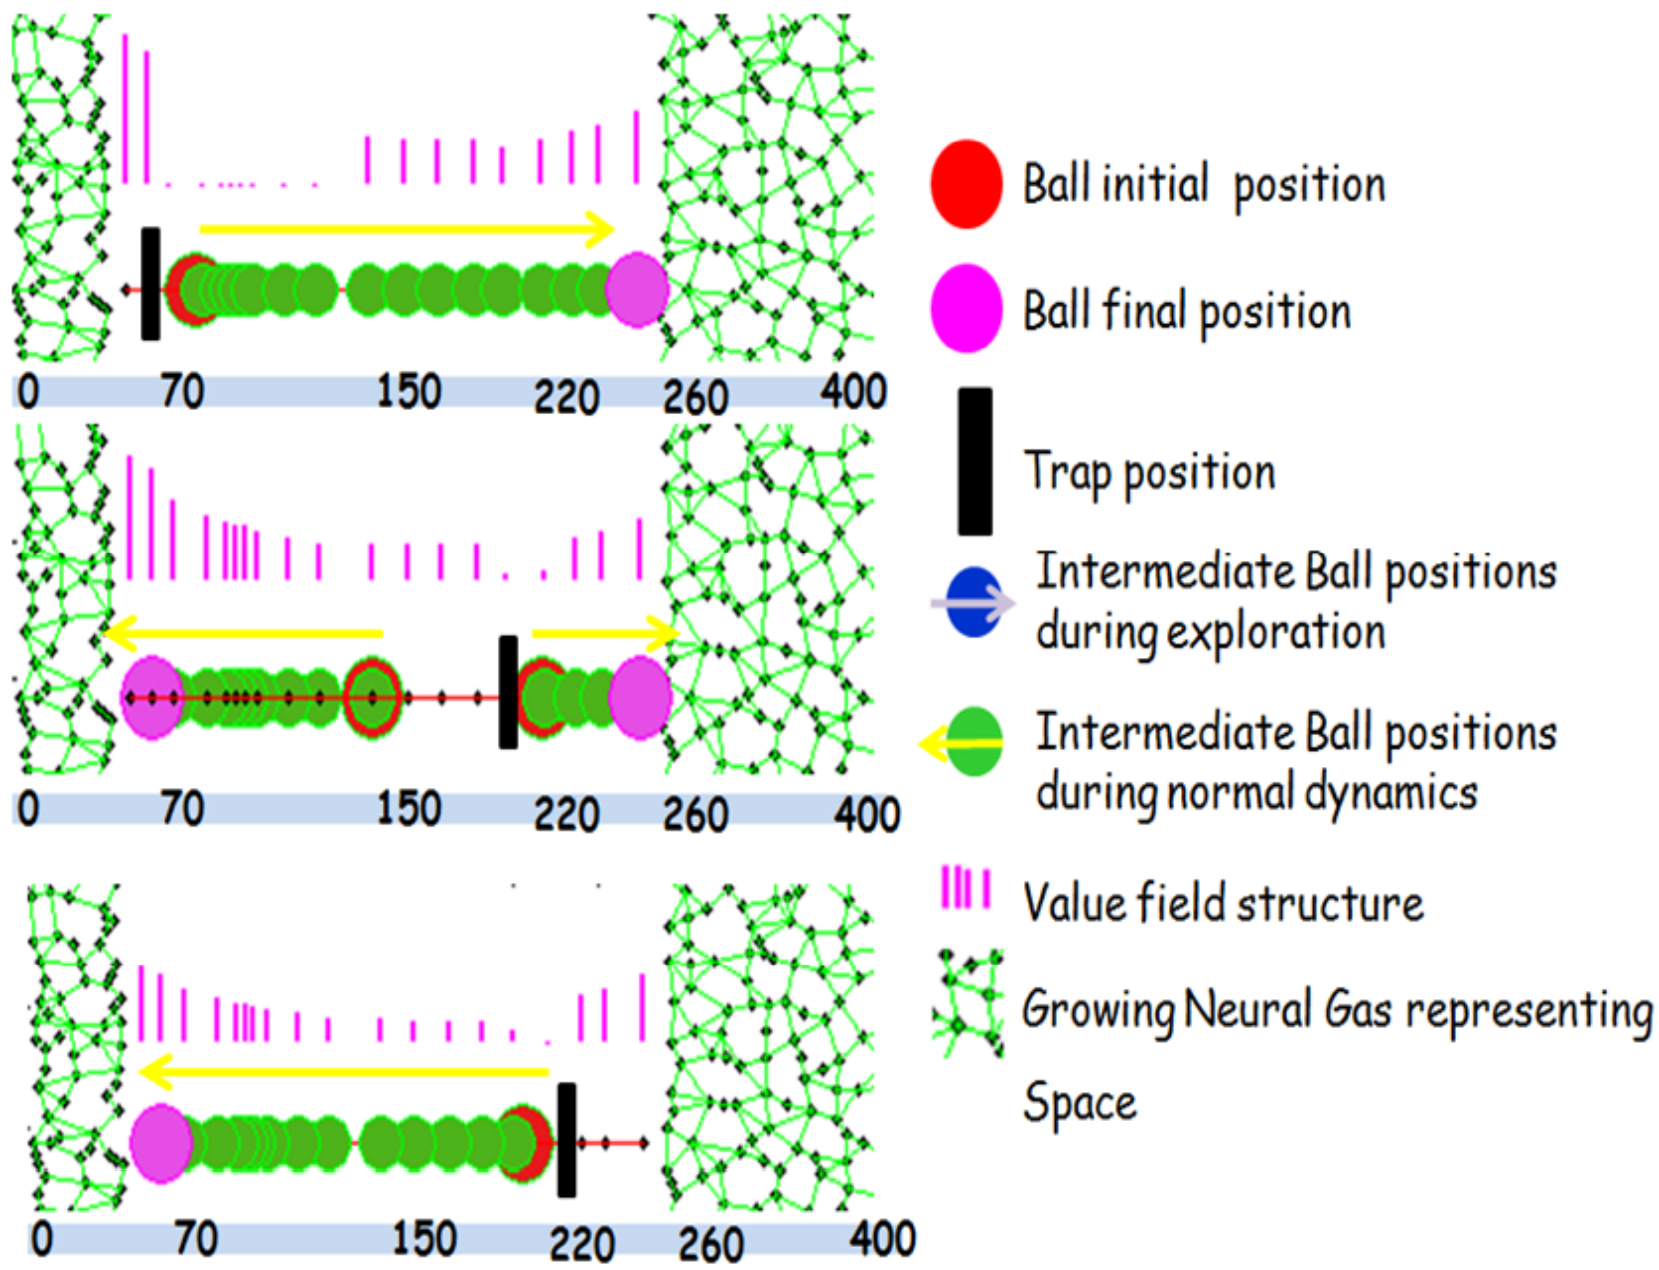 0 70 150 220 260 400
0 70 150 220 260 400
0 70 150 220 260 400
Ball initial position
Ball final position
Trap position
Intermediate Ball positions
during exploration
Intermediate Ball positions
during normal dynamics
Value field structure
Growing Neural Gas representing
Space